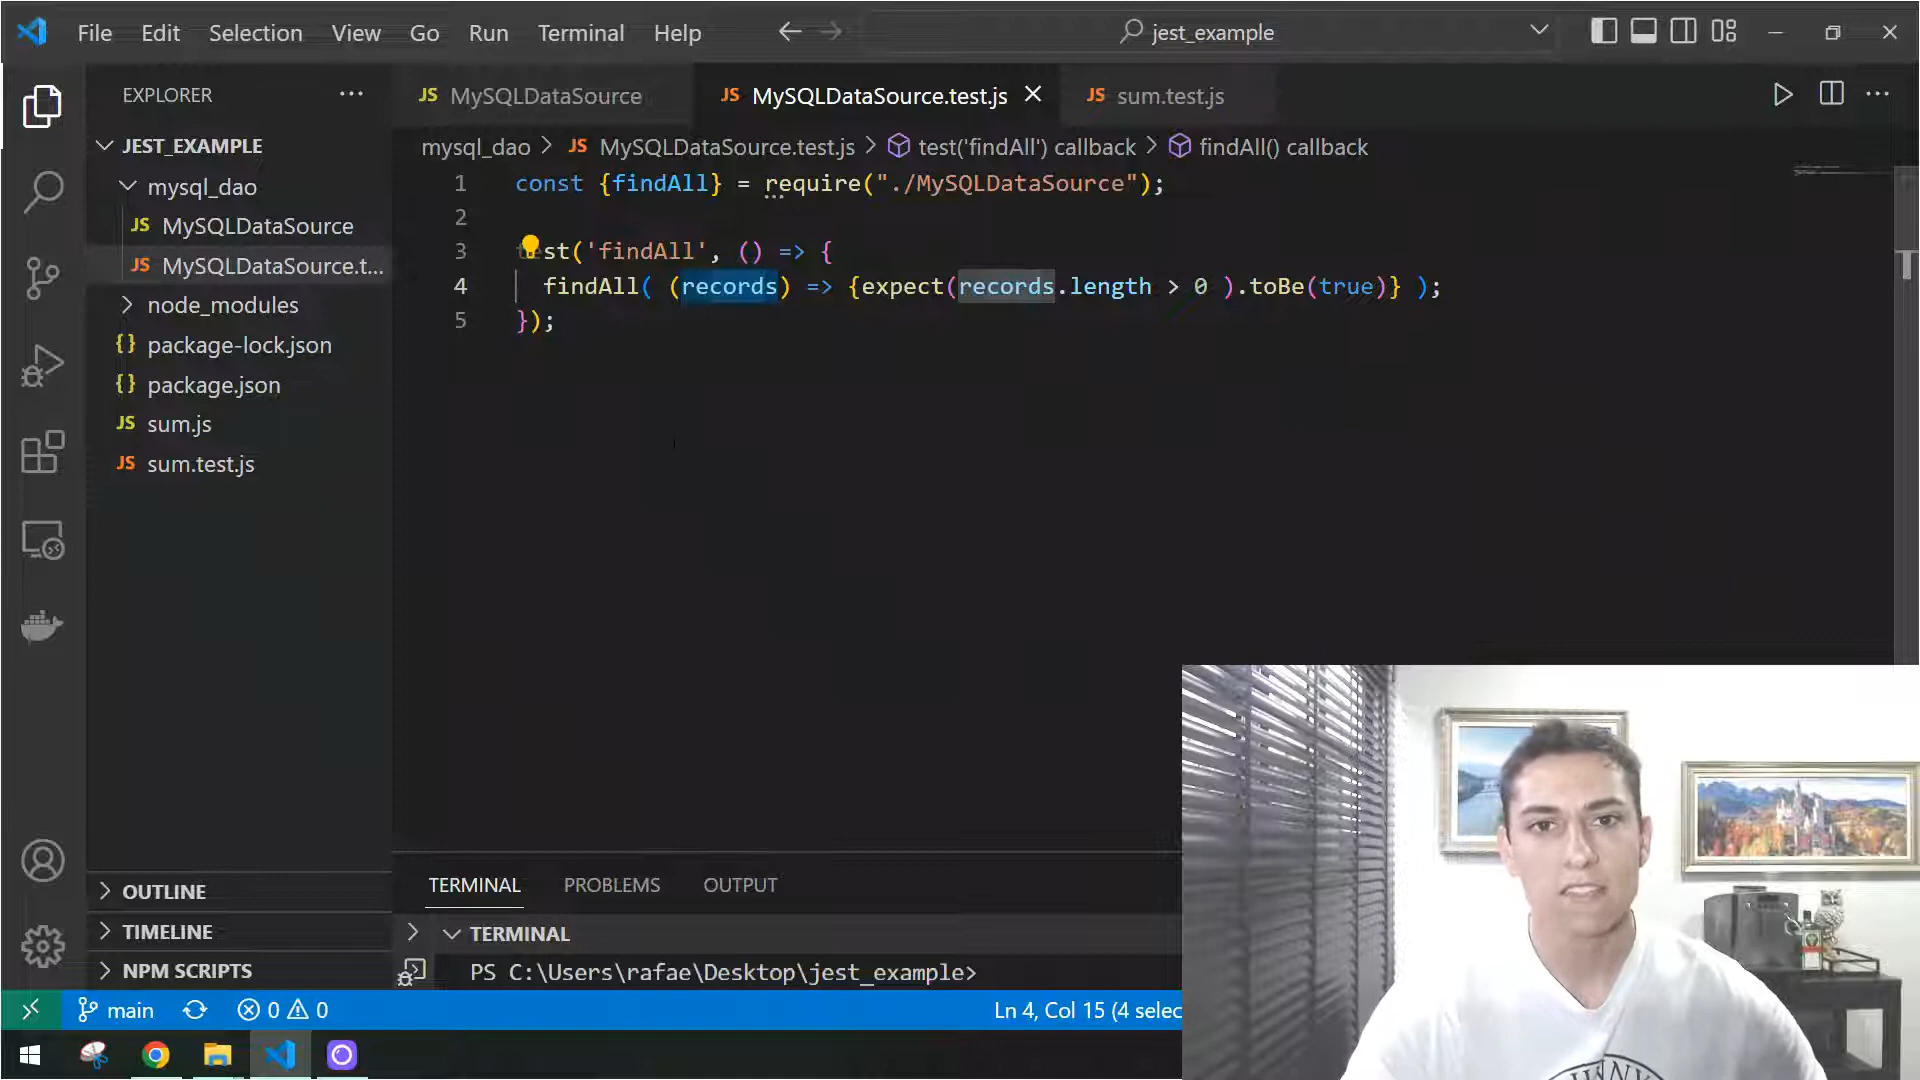 File Edit Selection View Go Run Terminal Help
jest_example
EXPLORER
JS MySQLDataSource
JS MySQLDataSource.test.js
JS sum.test.js
JEST_EXAMPLE
mysql_dao
JS MySQLDataSource
JS MySQLDataSource.t...
node_modules
{} package-lock.json
{} package.json
JS sum.js
JS sum.test.js
OUTLINE
TIMELINE
NPM SCRIPTS
mysql_dao > JS MySQLDataSource.test.js > test('findAll') callback > findAll() callback
1 const {findAll} = require("./MySQLDataSource");
2
3 test('findAll', () => {
4 findAll( (records) => {expect(records.length > 0 ).toBe(true)} );
5 });
TERMINAL PROBLEMS OUTPUT
TERMINAL
PS C:\Users\rafae\Desktop\jest_example>
main 0 0
Ln 4, Col 15 (4 selec